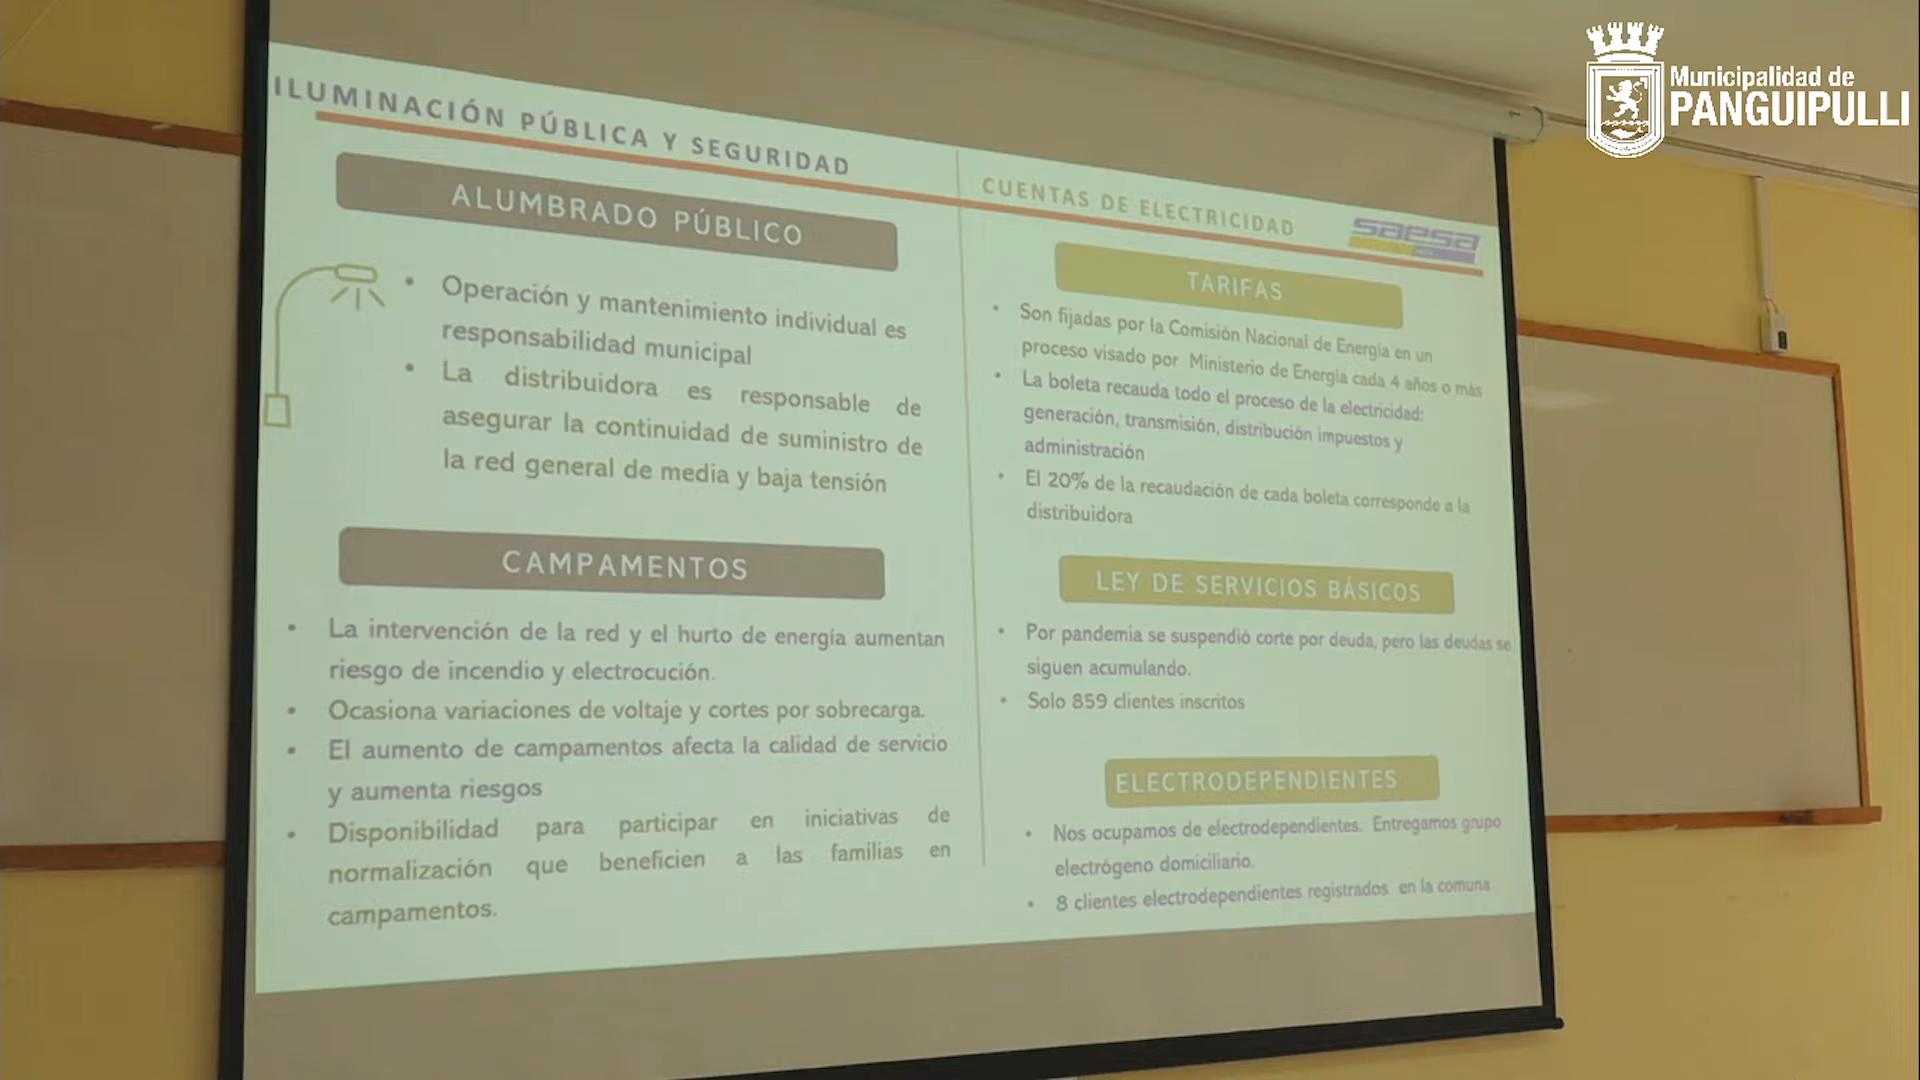 Municipalidad de
PANGUIPULLI
ILUMINACIÓN PÚBLICA Y SEGURIDAD
ALUMBRADO PÚBLICO
• Operación y mantenimiento individual es
responsabilidad municipal
• La distribuidora es responsable de
asegurar la continuidad de suministro de
la red general de media y baja tensión
CAMPAMENTOS
• La intervención de la red y el hurto de energía aumentan
riesgo de incendio y electrocución.
• Ocasiona variaciones de voltaje y cortes por sobrecarga.
• El aumento de campamentos afecta la calidad de servicio
y aumenta riesgos
• Disponibilidad para participar en iniciativas de
normalización que beneficien a las familias en
campamentos.
CUENTAS DE ELECTRICIDAD
saesa
TARIFAS
• Son fijadas por la Comisión Nacional de Energía en un
proceso visado por Ministerio de Energía cada 4 años o más
• La boleta recauda todo el proceso de la electricidad:
generación, transmisión, distribución impuestos y
administración
• El 20% de la recaudación de cada boleta corresponde a la
distribuidora
LEY DE SERVICIOS BÁSICOS
• Por pandemia se suspendió corte por deuda, pero las deudas se
siguen acumulando.
• Solo 859 clientes inscritos
ELECTRODEPENDIENTES
• Nos ocupamos de electrodependientes. Entregamos grupo
electrógeno domiciliario.
• 8 clientes electrodependientes registrados en la comuna